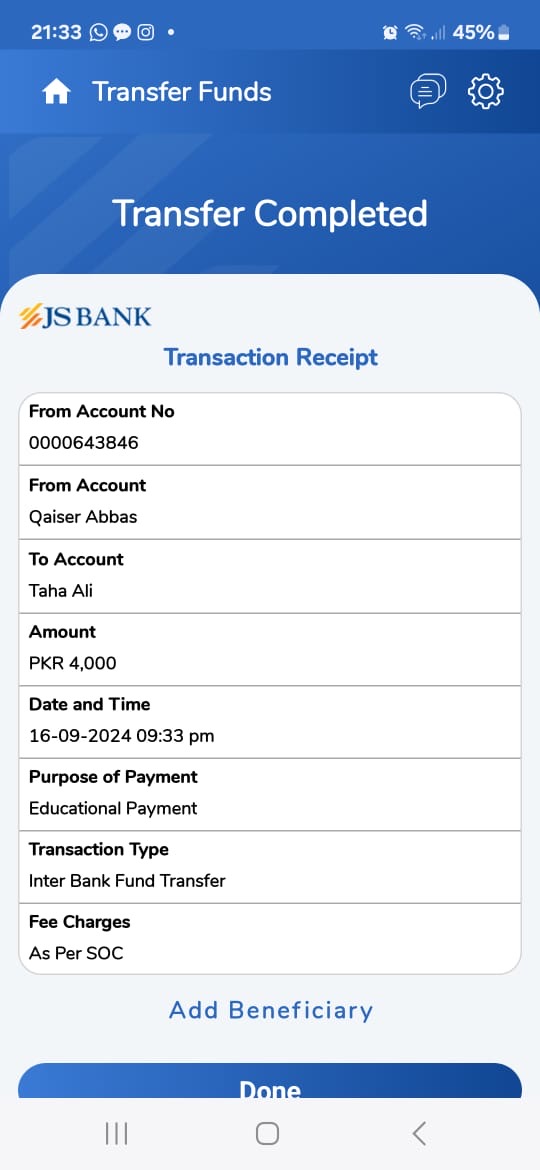 21:33
45%
Transfer Funds
Transfer Completed
JS BANK
Transaction Receipt
From Account No
0000643846
From Account
Qaiser Abbas
To Account
Taha Ali
Amount
PKR 4,000
Date and Time
16-09-2024 09:33 pm
Purpose of Payment
Educational Payment
Transaction Type
Inter Bank Fund Transfer
Fee Charges
As Per SOC
Add Beneficiary
Done